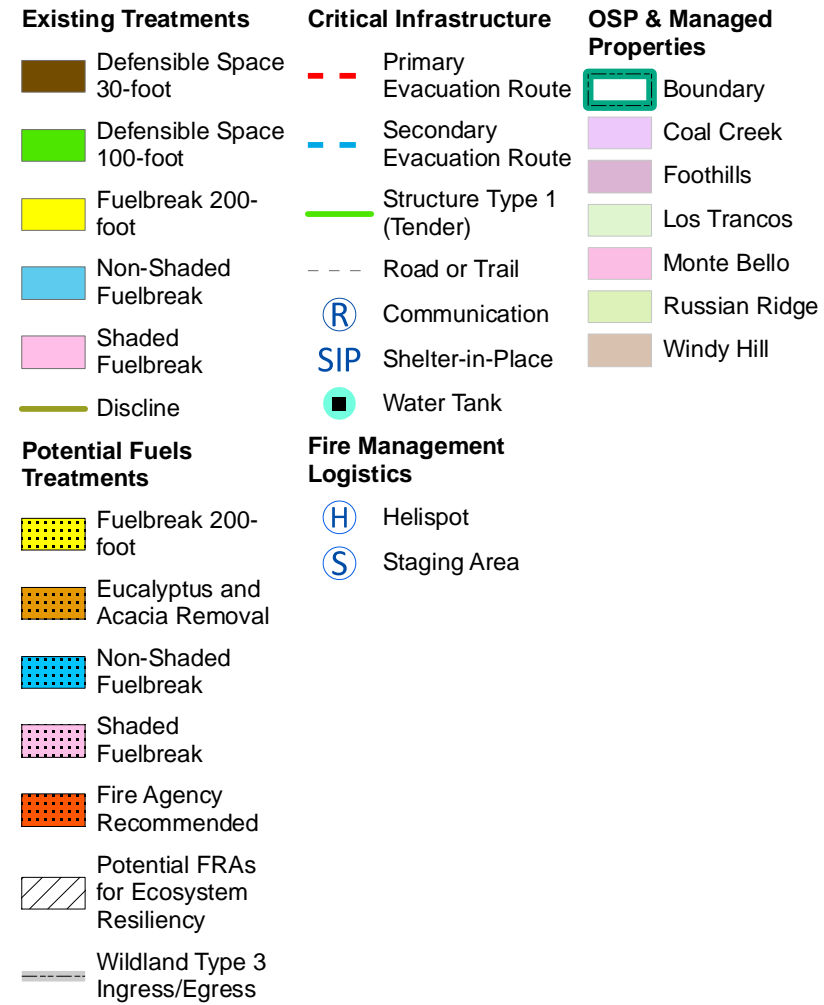 Existing Treatments
Defensible Space
30-foot
Defensible Space
100-foot
Fuelbreak 200-
foot
Non-Shaded
Fuelbreak
Shaded
Fuelbreak
Discline
Potential Fuels
Treatments
Fuelbreak 200-
foot
Eucalyptus and
Acacia Removal
Non-Shaded
Fuelbreak
Shaded
Fuelbreak
Fire Agency
Recommended
Potential FRAs
for Ecosystem
Resiliency
Wildland Type 3
Ingress/Egress
Critical Infrastructure
Primary
Evacuation Route
Secondary
Evacuation Route
Structure Type 1
(Tender)
Road or Trail
R Communication
SIP Shelter-in-Place
Water Tank
Fire Management
Logistics
H Helispot
S Staging Area
OSP & Managed
Properties
Boundary
Coal Creek
Foothills
Los Trancos
Monte Bello
Russian Ridge
Windy Hill